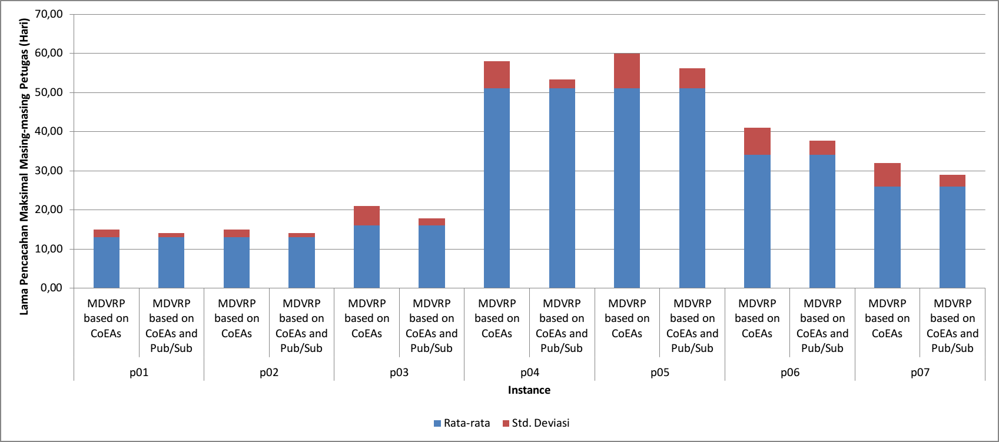 Lama Pencacahan Maksimal Masing-masing Petugas (Hari)
70,00
60,00
50,00
40,00
30,00
20,00
10,00
0,00
MDVRP
based on
CoEAs
MDVRP
based on
CoEAs and
Pub/Sub
MDVRP
based on
CoEAs
MDVRP
based on
CoEAs and
Pub/Sub
MDVRP
based on
CoEAs
MDVRP
based on
CoEAs and
Pub/Sub
MDVRP
based on
CoEAs
MDVRP
based on
CoEAs and
Pub/Sub
MDVRP
based on
CoEAs
MDVRP
based on
CoEAs and
Pub/Sub
MDVRP
based on
CoEAs
MDVRP
based on
CoEAs and
Pub/Sub
MDVRP
based on
CoEAs
MDVRP
based on
CoEAs and
Pub/Sub
p01
p02
p03
p04
p05
p06
p07
Instance
Rata-rata
Std. Deviasi